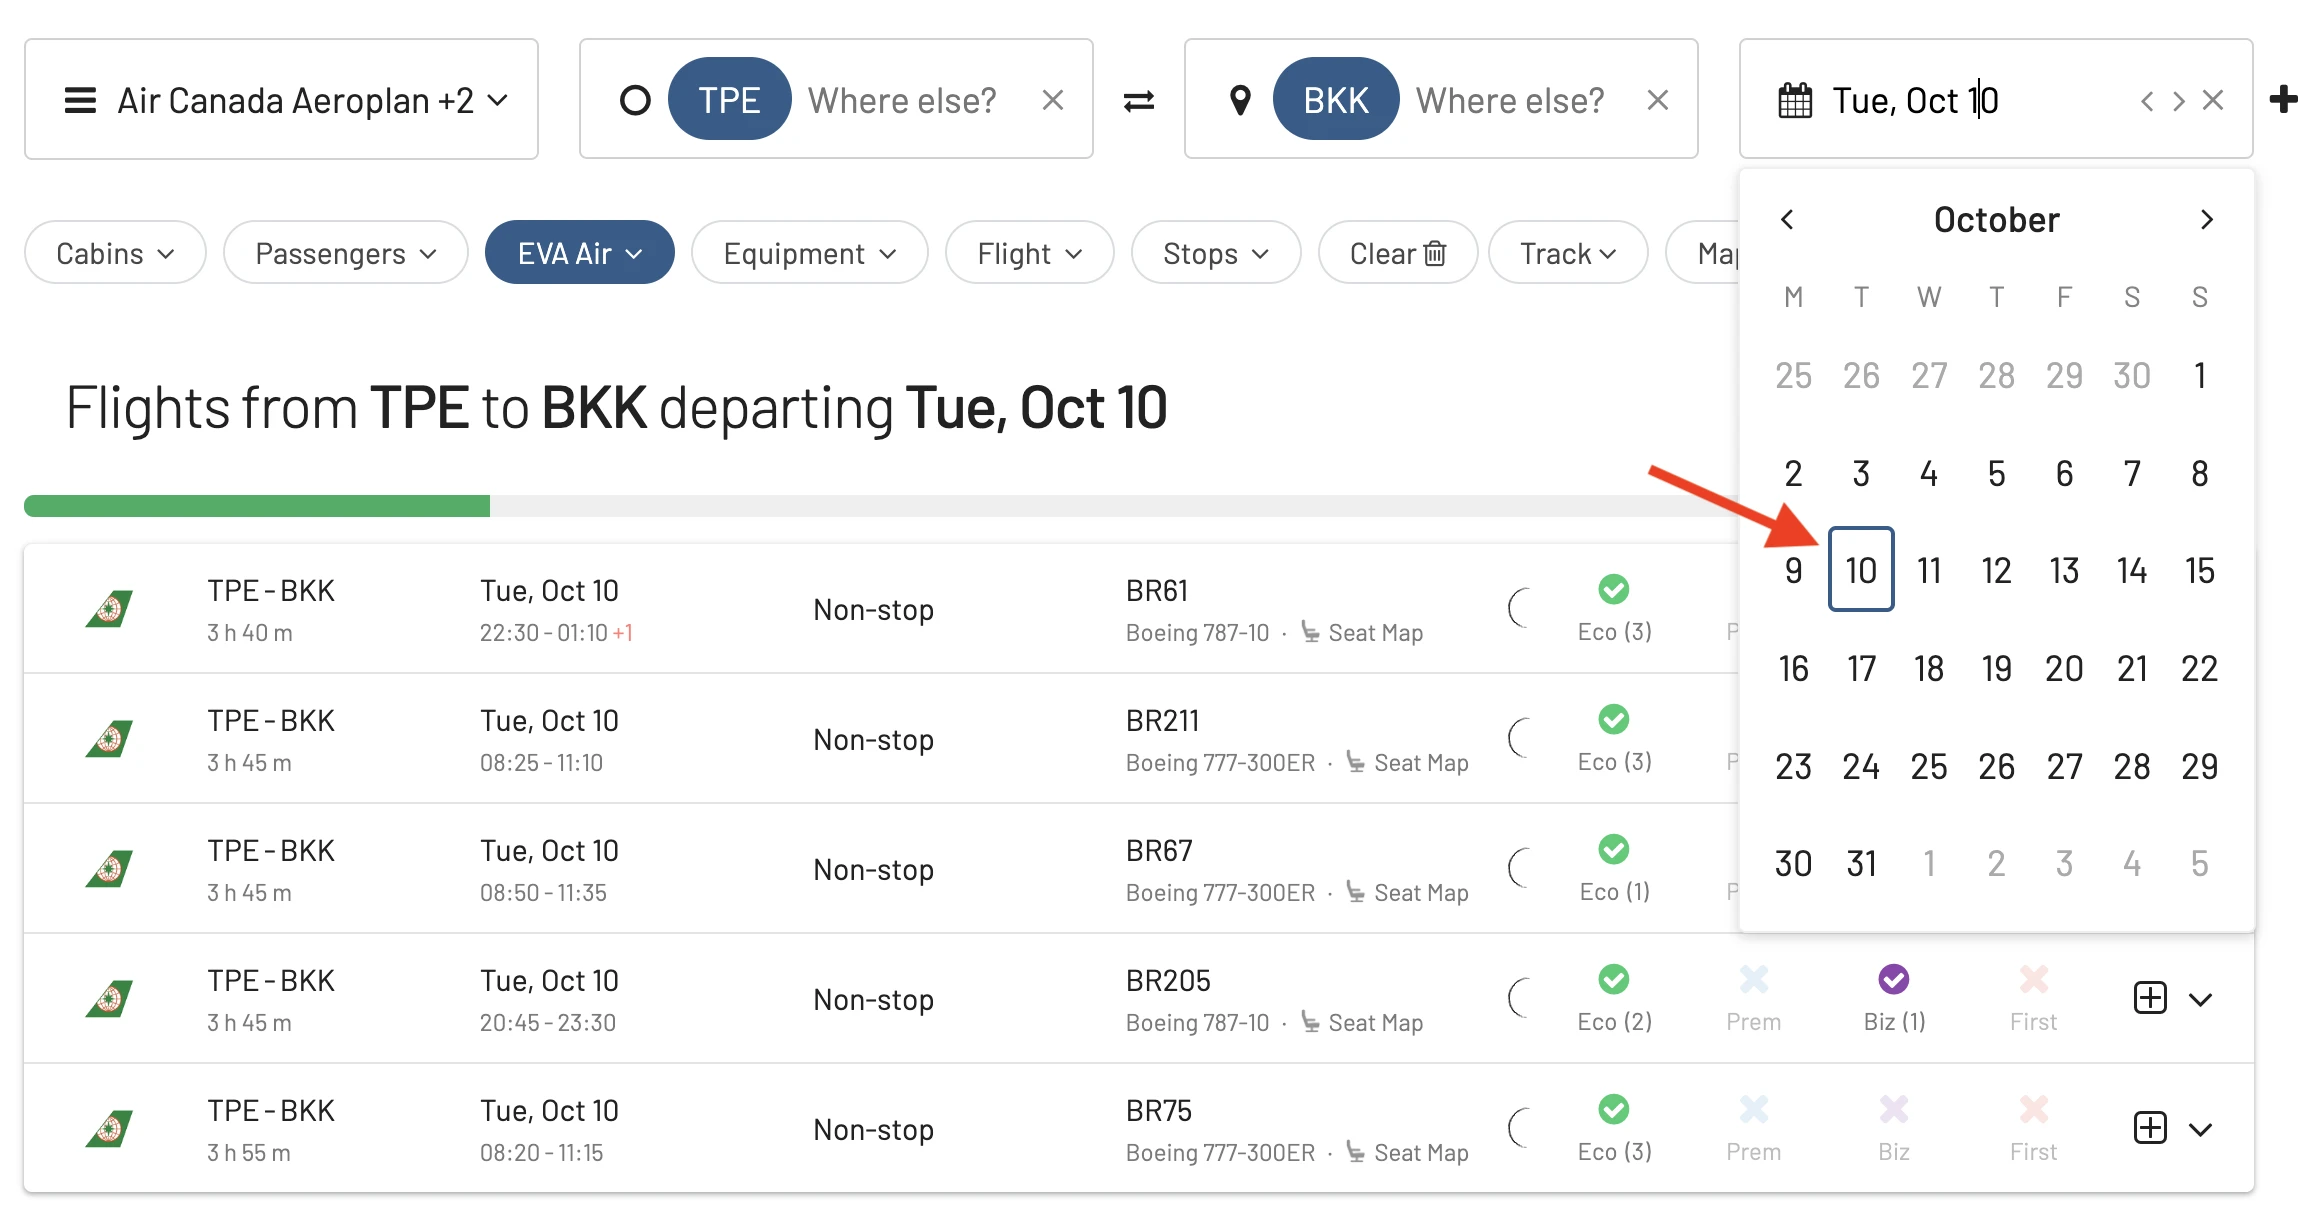 Air Canada Aeroplan +2
TPE Where else?
BKK Where else?
Tue, Oct 10
Cabins
Passengers
EVA Air
Equipment
Flight
Stops
Clear
Track
October
M T W T F S S
25 26 27 28 29 30 1
2 3 4 5 6 7 8
9 10 11 12 13 14 15
16 17 18 19 20 21 22
23 24 25 26 27 28 29
30 31 1 2 3 4 5
Flights from TPE to BKK departing Tue, Oct 10
TPE - BKK
3 h 40 m
Tue, Oct 10
22:30 - 01:10 +1
Non-stop
BR61
Boeing 787-10 · Seat Map
Eco (3)
TPE - BKK
3 h 45 m
Tue, Oct 10
08:25 - 11:10
Non-stop
BR211
Boeing 777-300ER · Seat Map
Eco (3)
TPE - BKK
3 h 45 m
Tue, Oct 10
08:50 - 11:35
Non-stop
BR67
Boeing 777-300ER · Seat Map
Eco (1)
TPE - BKK
3 h 45 m
Tue, Oct 10
20:45 - 23:30
Non-stop
BR205
Boeing 787-10 · Seat Map
Eco (2)
Prem
Biz (1)
First
TPE - BKK
3 h 55 m
Tue, Oct 10
08:20 - 11:15
Non-stop
BR75
Boeing 777-300ER · Seat Map
Eco (3)
Prem
Biz
First